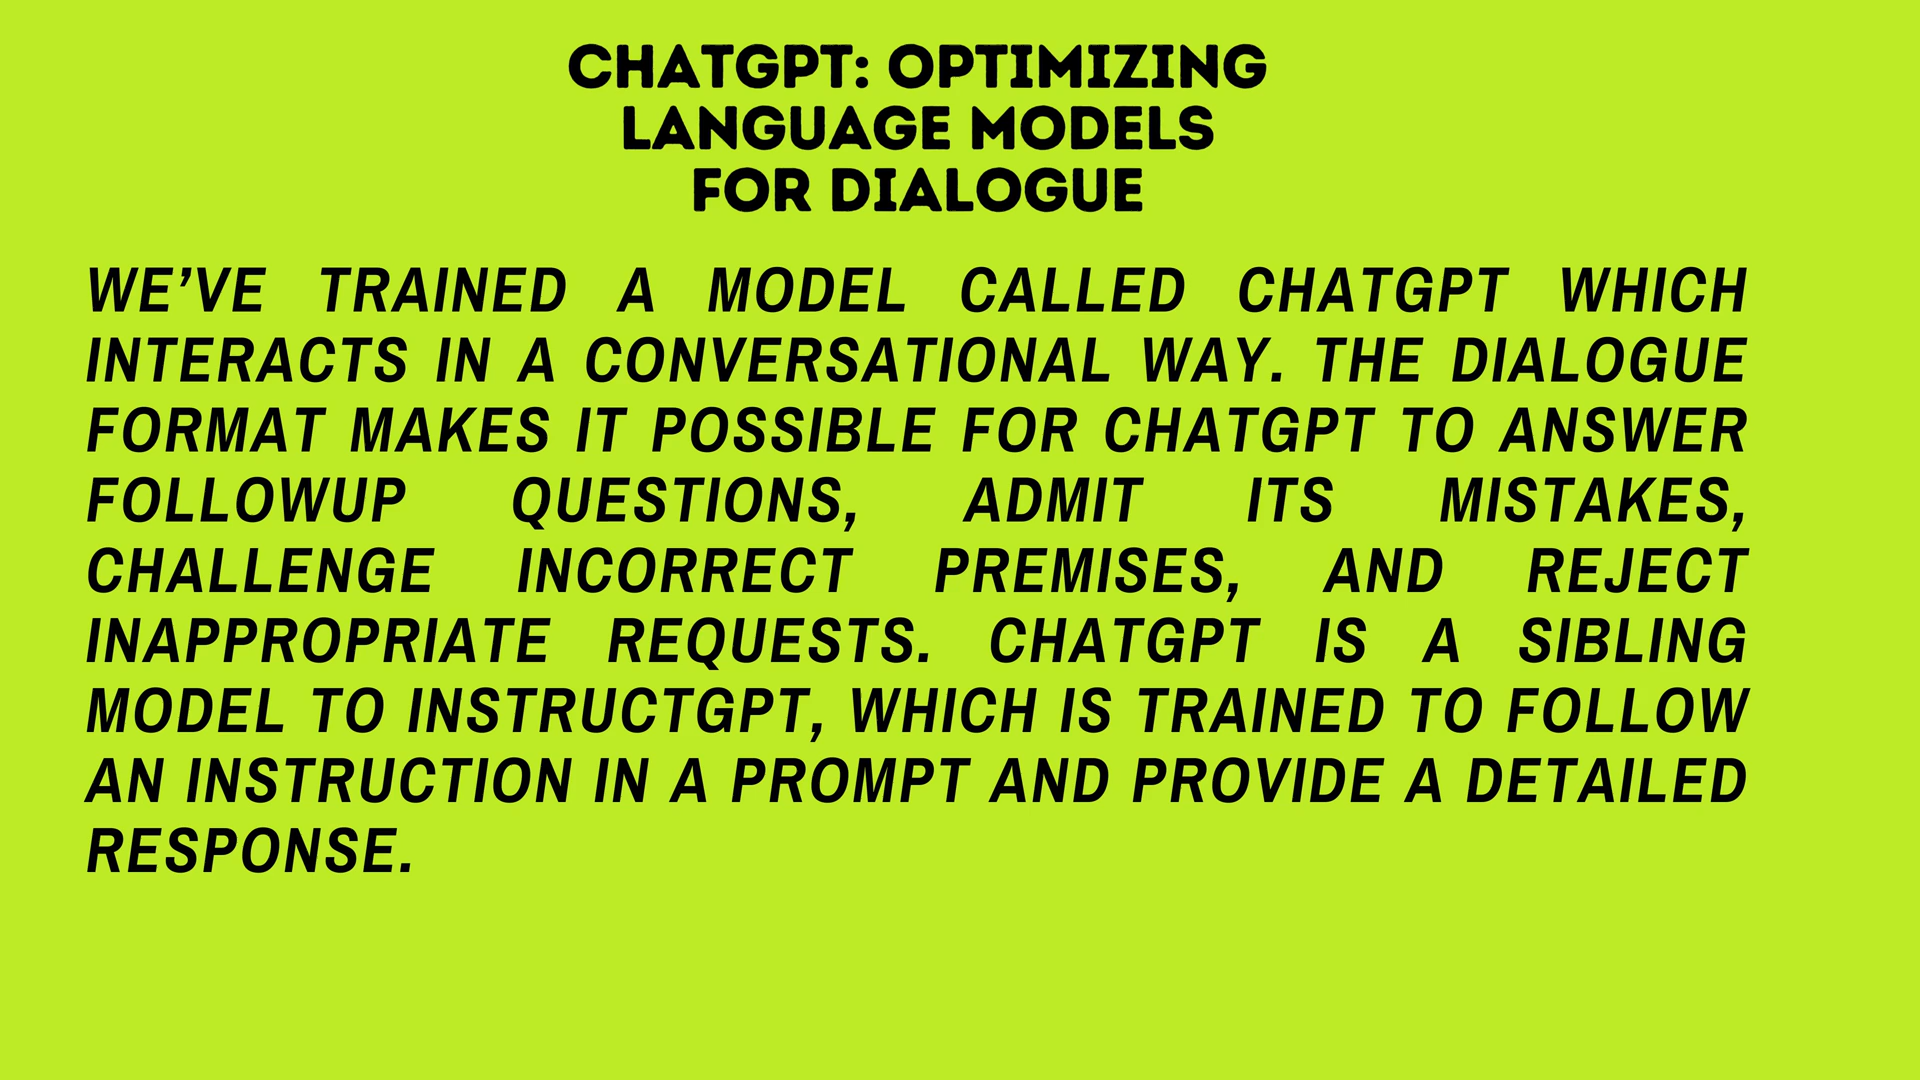 CHATGPT: OPTIMIZING
LANGUAGE MODELS
FOR DIALOGUE
WE’VE TRAINED A MODEL CALLED CHATGPT WHICH
INTERACTS IN A CONVERSATIONAL WAY. THE DIALOGUE
FORMAT MAKES IT POSSIBLE FOR CHATGPT TO ANSWER
FOLLOWUP QUESTIONS, ADMIT ITS MISTAKES,
CHALLENGE INCORRECT PREMISES, AND REJECT
INAPPROPRIATE REQUESTS. CHATGPT IS A SIBLING
MODEL TO INSTRUCTGPT, WHICH IS TRAINED TO FOLLOW
AN INSTRUCTION IN A PROMPT AND PROVIDE A DETAILED
RESPONSE.